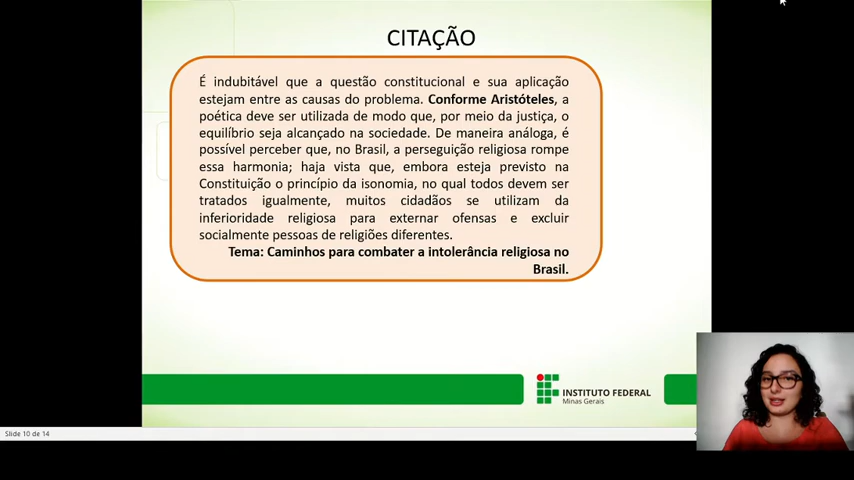 CITAÇÃO
É indubitável que a questão constitucional e sua aplicação
estejam entre as causas do problema. Conforme Aristóteles, a
poética deve ser utilizada de modo que, por meio da justiça, o
equilíbrio seja alcançado na sociedade. De maneira análoga, é
possível perceber que, no Brasil, a perseguição religiosa rompe
essa harmonia; haja vista que, embora esteja previsto na
Constituição o princípio da isonomia, no qual todos devem ser
tratados igualmente, muitos cidadãos se utilizam da
inferioridade religiosa para externar ofensas e excluir
socialmente pessoas de religiões diferentes.
Tema: Caminhos para combater a intolerância religiosa no
Brasil.
INSTITUTO FEDERAL
Minas Gerais
Slide 10 de 14